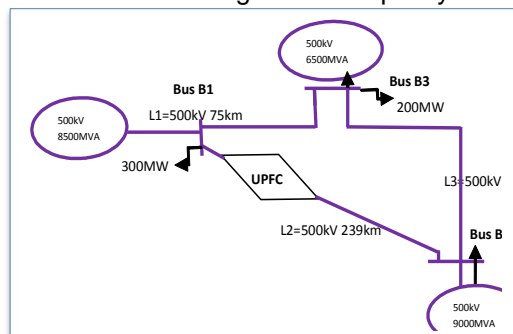 500kV
6500MVA
Bus B1
Bus B3
L1=500kV 75km
200MW
500kV
8500MVA
300MW
UPFC
L3=500kV
L2=500kV 239km
Bus B
500kV
9000MVA